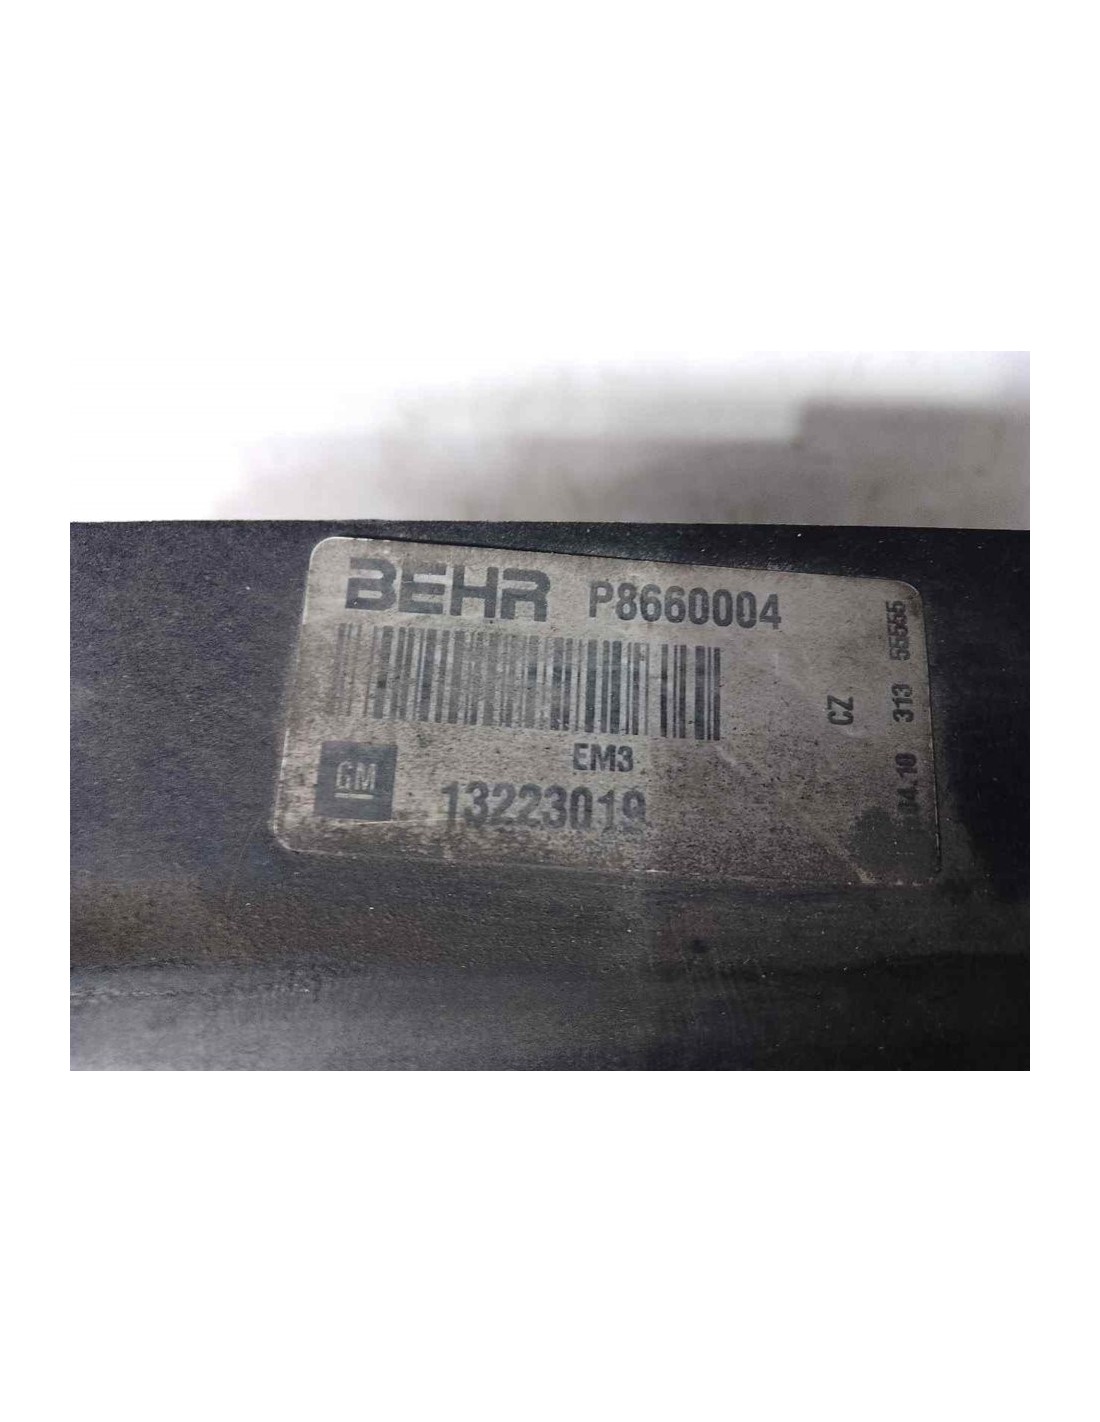 BEHR P8660004
EM3
GM 13223019
CZ
04.10 313 55555